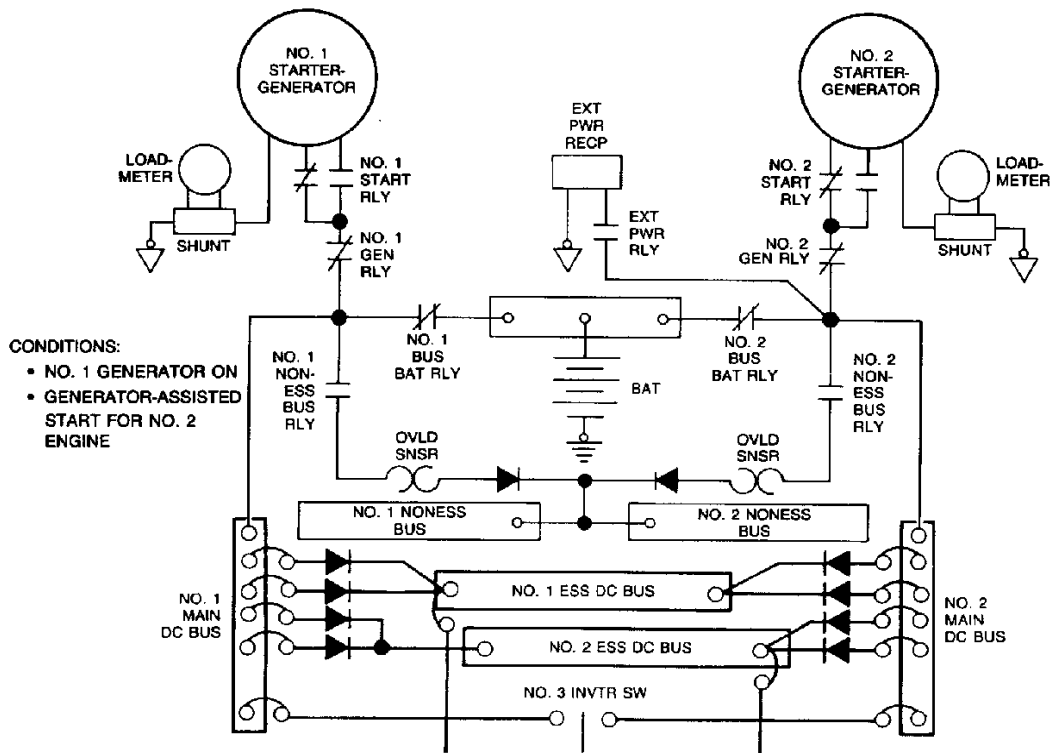 NO. 1
STARTER-
GENERATOR
NO. 2
STARTER-
GENERATOR
EXT
PWR
RECP
LOAD-
METER
SHUNT
NO. 1
START
RLY
NO. 1
GEN
RLY
EXT
PWR
RLY
NO. 2
START
RLY
NO. 2
GEN RLY
LOAD-
METER
SHUNT
CONDITIONS:
• NO. 1 GENERATOR ON
• GENERATOR-ASSISTED
START FOR NO. 2
ENGINE
NO. 1
NON-
ESS
BUS
RLY
NO. 1
BUS
BAT RLY
BAT
NO. 2
BUS
BAT RLY
NO. 2
NON-
ESS
BUS
RLY
OVLD
SNSR
OVLD
SNSR
NO. 1 NONESS
BUS
NO. 2 NONESS
BUS
NO. 1
MAIN
DC BUS
NO. 1 ESS DC BUS
NO. 2 ESS DC BUS
NO. 2
MAIN
DC BUS
NO. 3 INVTR SW